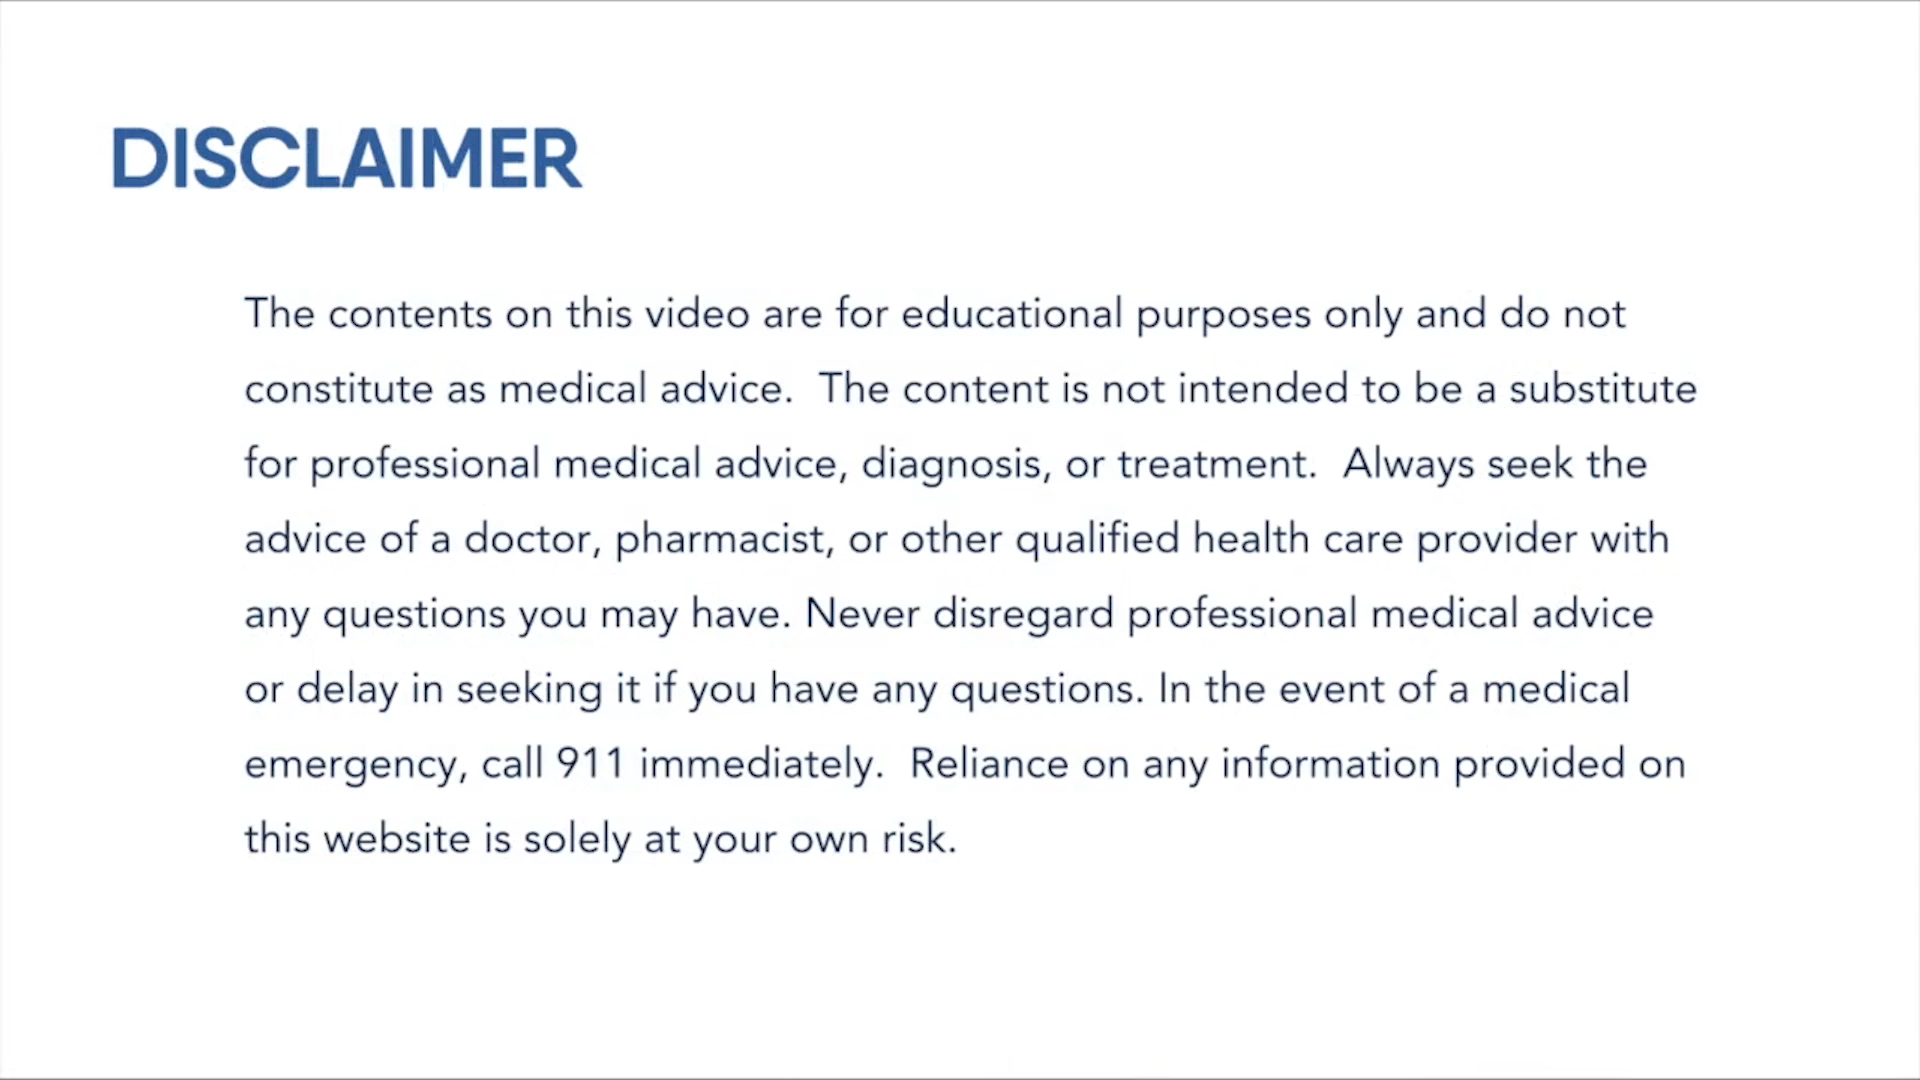 DISCLAIMER
The contents on this video are for educational purposes only and do not
constitute as medical advice.  The content is not intended to be a substitute
for professional medical advice, diagnosis, or treatment.  Always seek the
advice of a doctor, pharmacist, or other qualified health care provider with
any questions you may have. Never disregard professional medical advice
or delay in seeking it if you have any questions. In the event of a medical
emergency, call 911 immediately.  Reliance on any information provided on
this website is solely at your own risk.